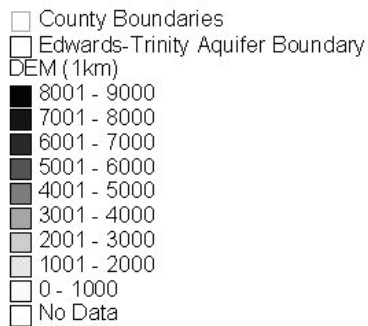 County Boundaries
Edwards-Trinity Aquifer Boundary
DEM (1km)
8001 - 9000
7001 - 8000
6001 - 7000
5001 - 6000
4001 - 5000
3001 - 4000
2001 - 3000
1001 - 2000
0 - 1000
No Data